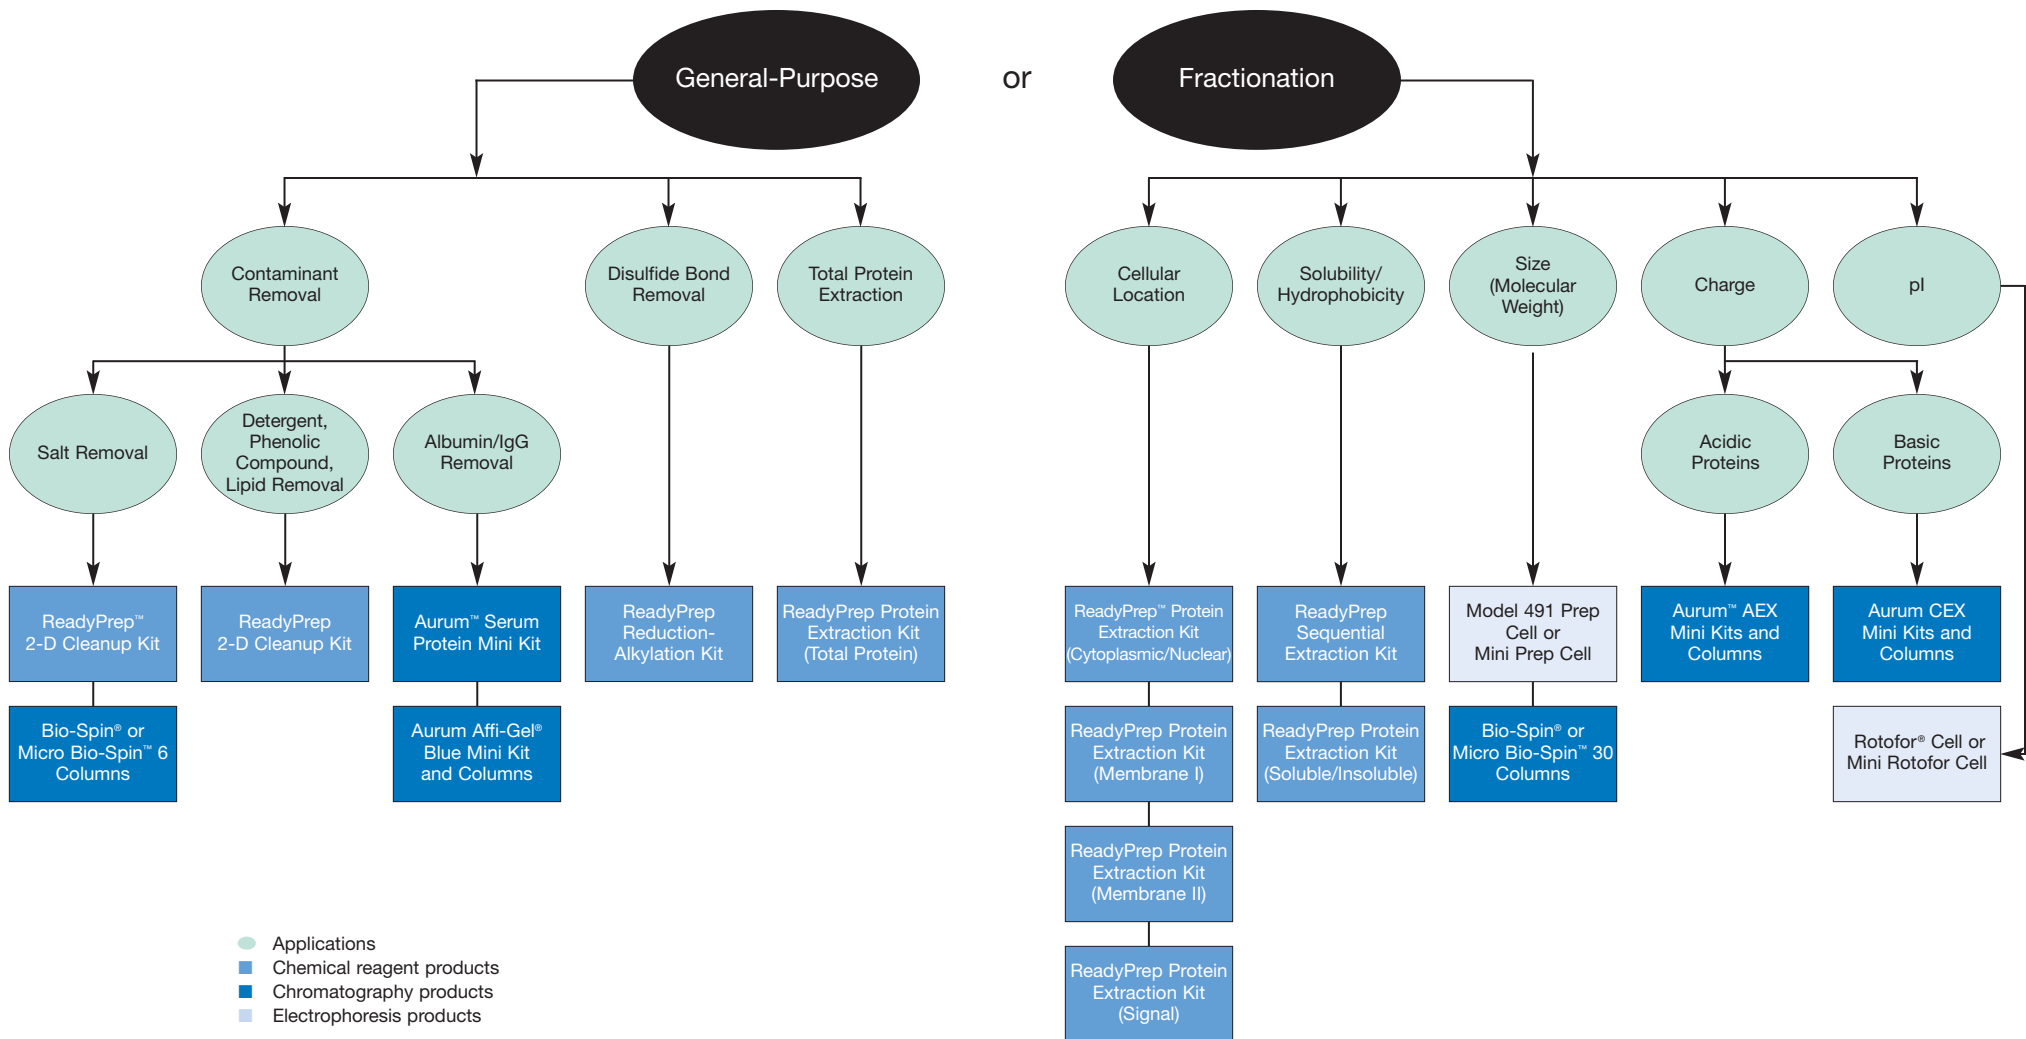 General-Purpose
or
Fractionation
Contaminant
Removal
Disulfide Bond
Removal
Total Protein
Extraction
Cellular
Location
Solubility/
Hydrophobicity
Size
(Molecular
Weight)
Charge
pI
Salt Removal
Detergent,
Phenolic
Compound,
Lipid Removal
Albumin/IgG
Removal
Acidic
Proteins
Basic
Proteins
ReadyPrep™
2-D Cleanup Kit
ReadyPrep
2-D Cleanup Kit
Aurum™ Serum
Protein Mini Kit
ReadyPrep
Reduction-
Alkylation Kit
ReadyPrep Protein
Extraction Kit
(Total Protein)
ReadyPrep™ Protein
Extraction Kit
(Cytoplasmic/Nuclear)
ReadyPrep
Sequential
Extraction Kit
Model 491 Prep
Cell or
Mini Prep Cell
Aurum™ AEX
Mini Kits and
Columns
Aurum CEX
Mini Kits and
Columns
Bio-Spin® or
Micro Bio-Spin™ 6
Columns
Aurum Affi-Gel®
Blue Mini Kit
and Columns
ReadyPrep Protein
Extraction Kit
(Membrane I)
ReadyPrep Protein
Extraction Kit
(Soluble/Insoluble)
Bio-Spin® or
Micro Bio-Spin™ 30
Columns
Rotofor® Cell or
Mini Rotofor Cell
ReadyPrep Protein
Extraction Kit
(Membrane II)
ReadyPrep Protein
Extraction Kit
(Signal)
Applications
Chemical reagent products
Chromatography products
Electrophoresis products